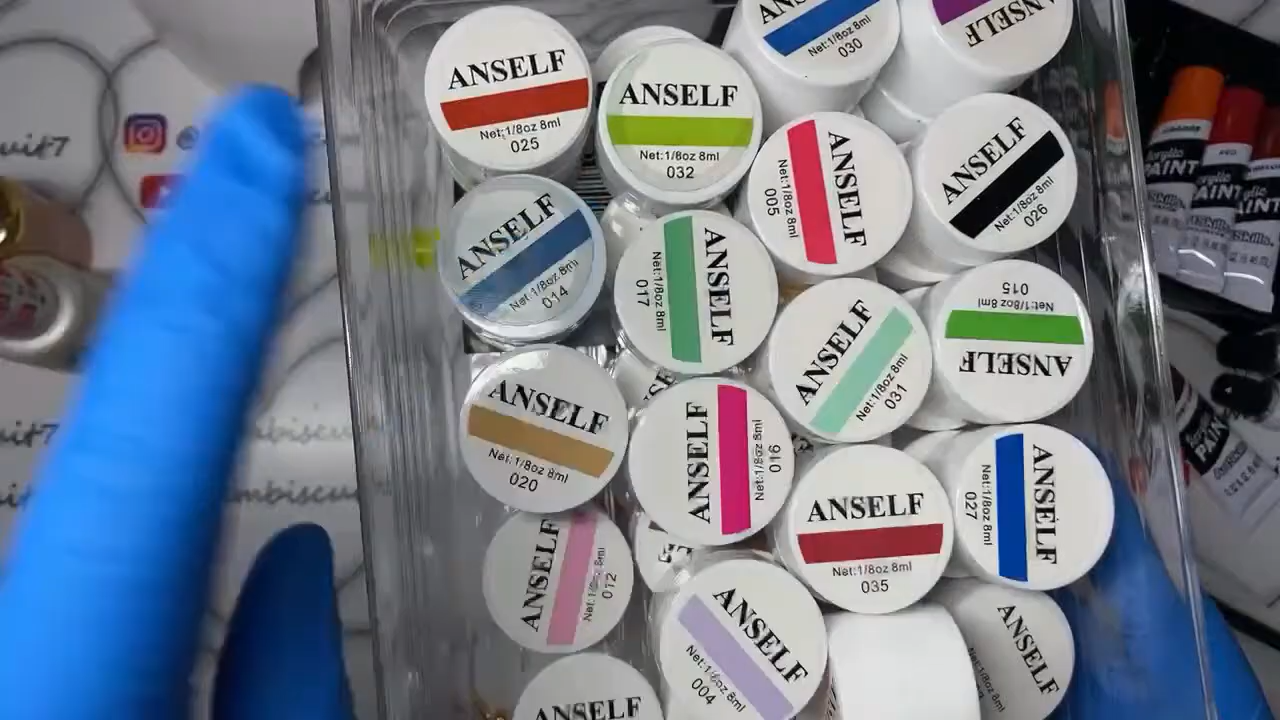 ANSELF
Net:1/8oz 8ml
025
ANSELF
Net:1/8oz 8ml
032
Net:1/8oz 8ml
030
ANSELF
ANSELF
Net:1/8oz 8ml
005
ANSELF
Net:1/8oz 8ml
026
ANSELF
Net:1/8oz 8ml
014
ANSELF
Net:1/8oz 8ml
017
ANSELF
Net:1/8oz 8ml
031
ANSELF
Net:1/8oz 8ml
015
ANSELF
Net:1/8oz 8ml
020
ANSELF
Net:1/8oz 8ml
016
ANSELF
Net:1/8oz 8ml
035
ANSELF
Net:1/8oz 8ml
027
ANSELF
Net:1/8oz 8ml
012
ANSELF
Net:1/8oz 8ml
004
ANSELF
ANSELF
PAINT